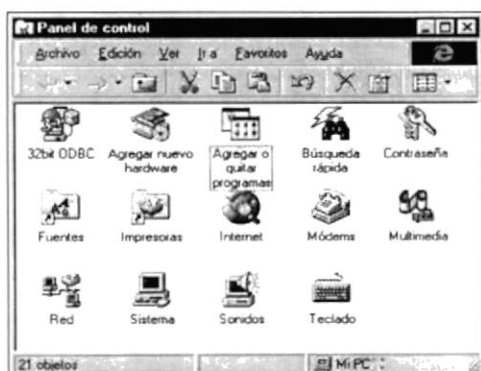 Panel de control
Archivo Edición Ver Ir a Favoritos Ayuda
32bit ODBC
Agregar nuevo
hardware
Agregar o
quitar
programas
Búsqueda
rápida
Contraseña
Fuentes
Impresoras
Internet
Módems
Multimedia
Red
Sistema
Sonidos
Teclado
21 objetos
Mi PC